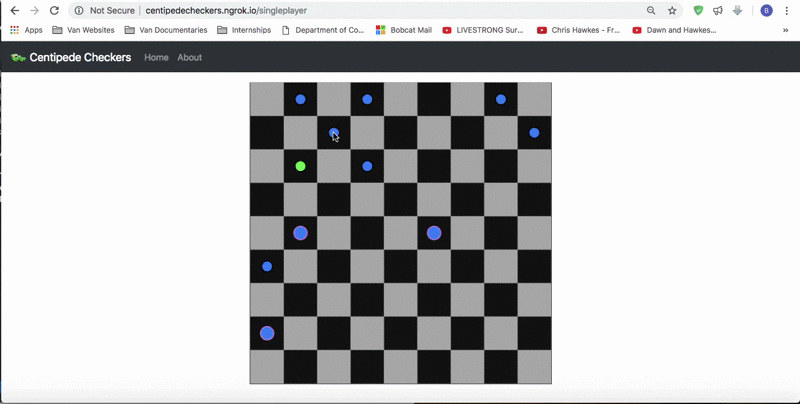 Not Secure | centipedecheckers.ngrok.io/singleplayer
B
Apps Van Websites Van Documentaries Internships Department of Co... Bobcat Mail LIVESTRONG Sur... Chris Hawkes - Fr... Dawn and Hawkes... »
Centipede Checkers Home About